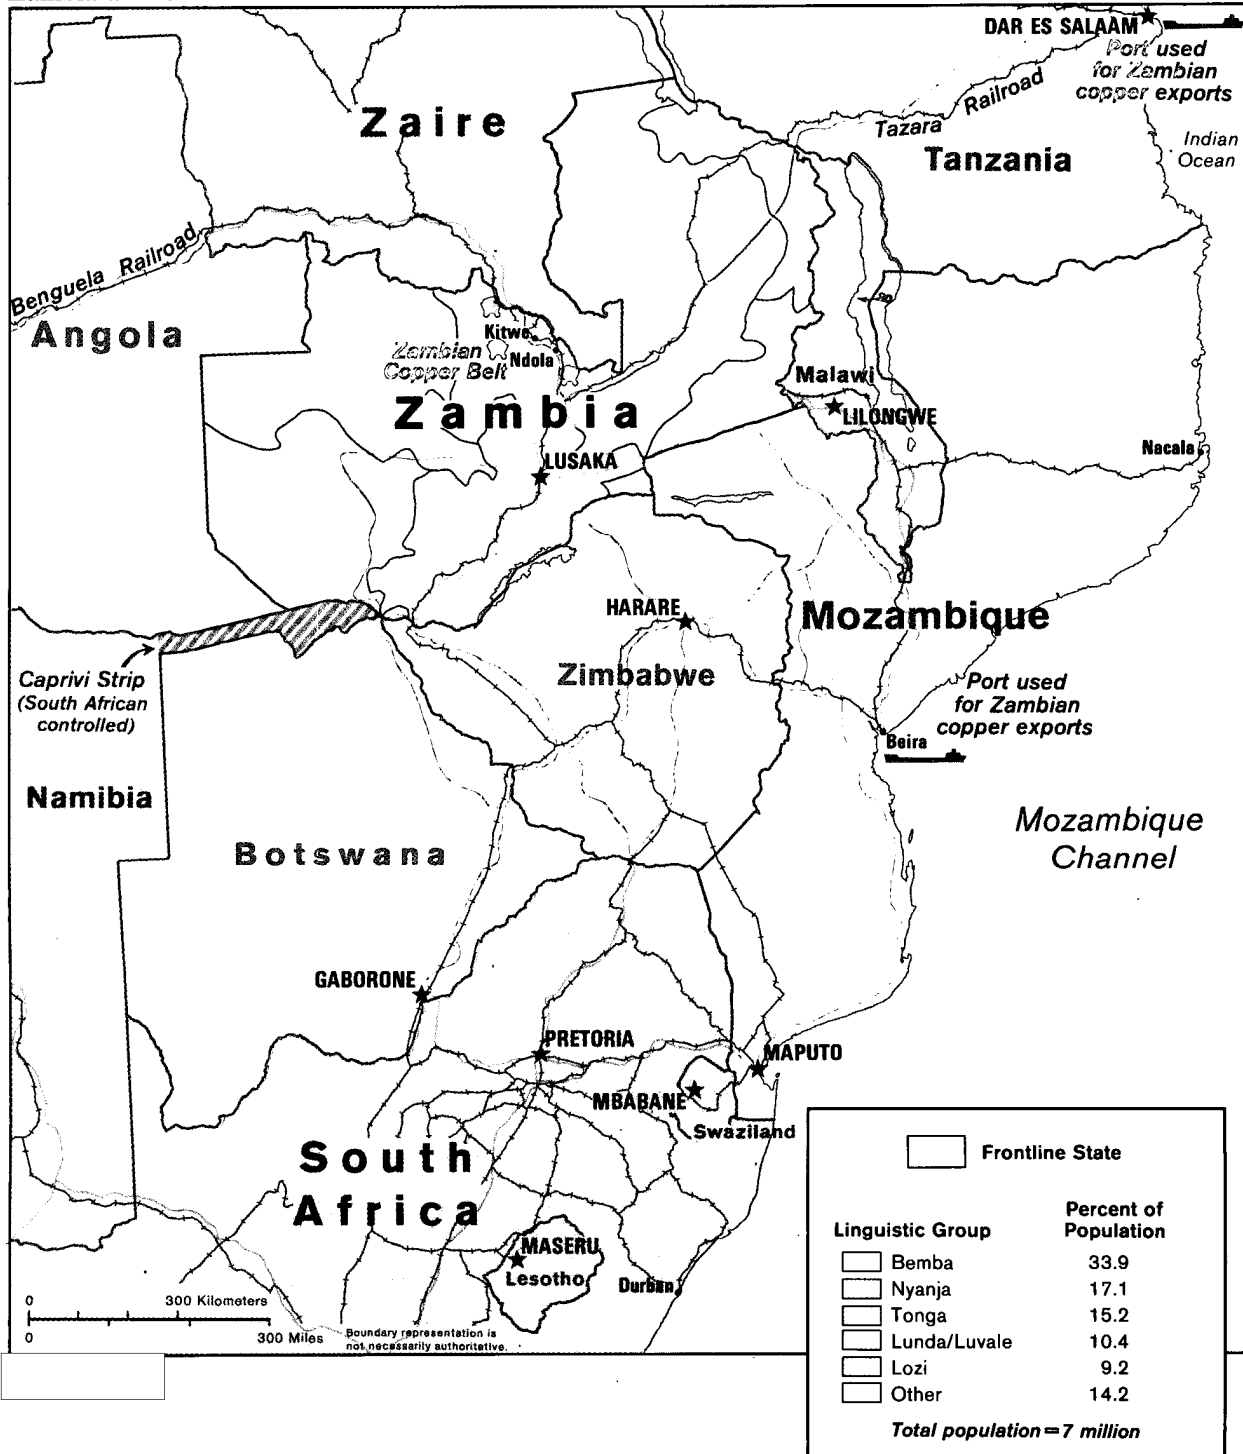 DAR ES SALAAM
Port used
for Zambian
copper exports
Zaire
Tazara Railroad
Indian
Ocean
Tanzania
Benguela Railroad
Angola
Kitwe
Zambian
Copper Belt
Ndola
Malawi
Zambia
LILONGWE
LUSAKA
Nacala
HARARE
Mozambique
Zimbabwe
Caprivi Strip
(South African
controlled)
Port used
for Zambian
copper exports
Beira
Namibia
Mozambique
Channel
Botswana
GABORONE
PRETORIA
MAPUTO
MBABANE
Swaziland
South
Africa
MASERU
Lesotho
Durban
0 300 Kilometers
0 300 Miles
Boundary representation is
not necessarily authoritative.
Frontline State
Linguistic Group
Percent of
Population
Bemba 33.9
Nyanja 17.1
Tonga 15.2
Lunda/Luvale 10.4
Lozi 9.2
Other 14.2
Total population=7 million